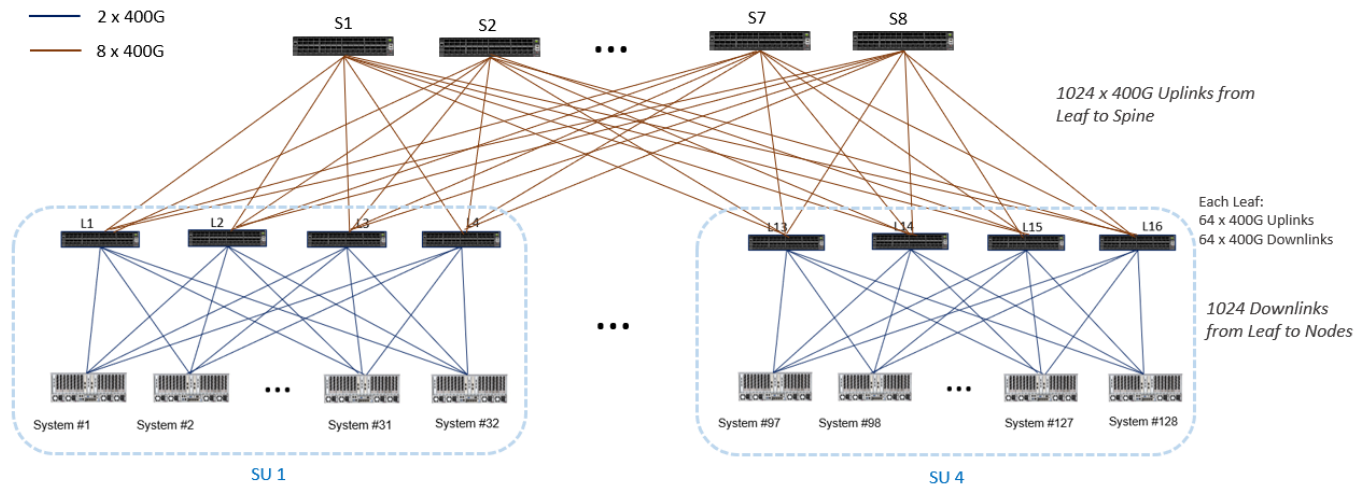 2 x 400G
8 x 400G
S1
S2
S7
S8
1024 x 400G Uplinks from
Leaf to Spine
L1
L2
L3
L4
L13
L14
L15
L16
Each Leaf:
64 x 400G Uplinks
64 x 400G Downlinks
1024 Downlinks
from Leaf to Nodes
System #1
System #2
System #31
System #32
System #97
System #98
System #127
System #128
SU 1
SU 4